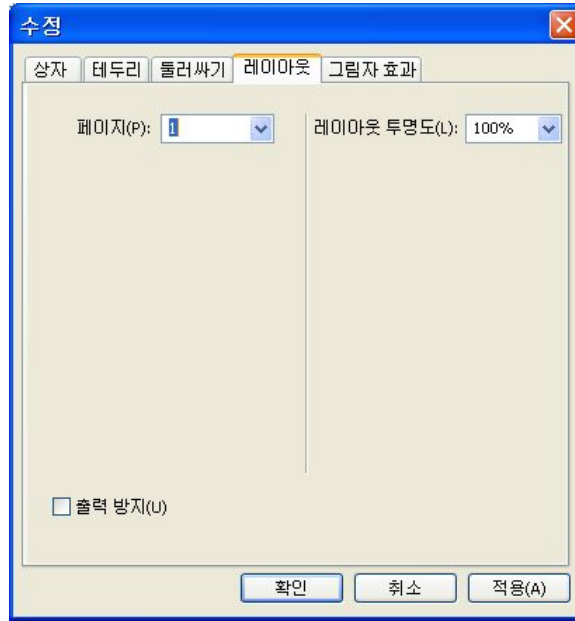 수정
상자 테두리 둘러싸기 레이아웃 그림자 효과
페이지(P): 1 레이아웃 투명도(L): 100%
출력 방지(U)
확인 취소 적용(A)